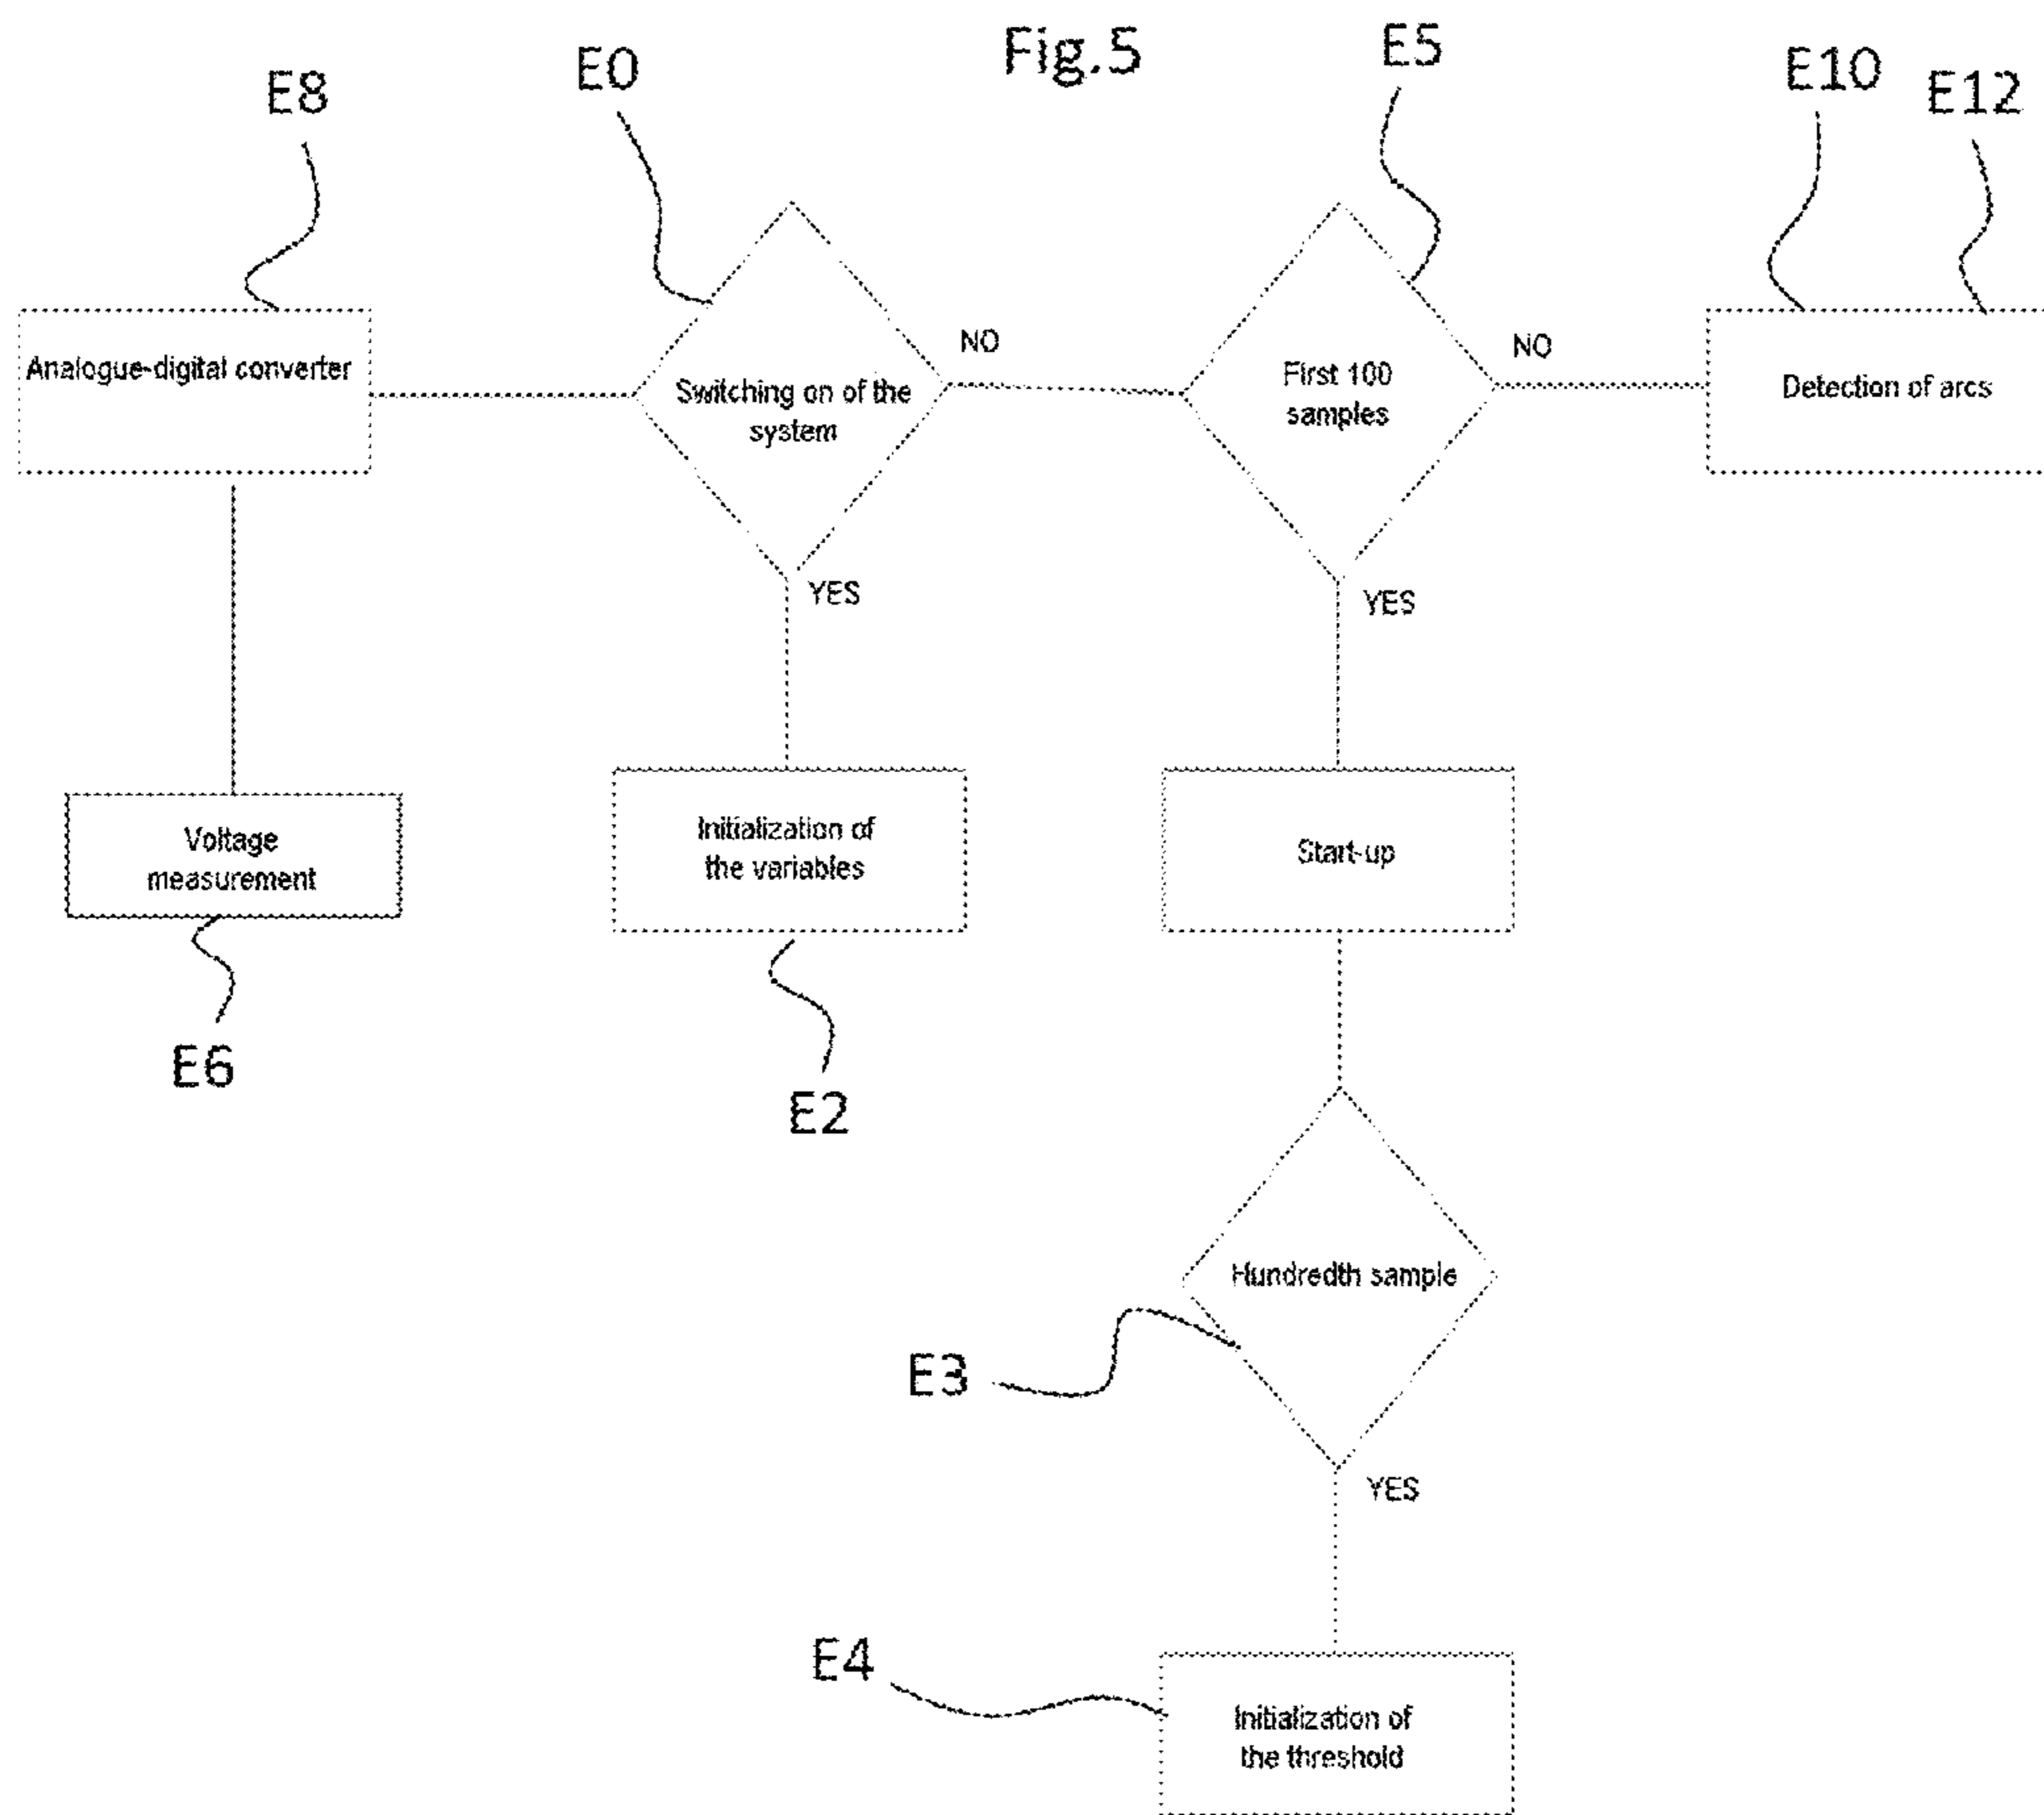 Fig.5
E8
E0
E5
E10
E12
Analogue-digital converter
Switching on of the
system
NO
First 100
samples
NO
Detection of arcs
YES
YES
Voltage
measurement
Initialization of
the variables
Start-up
E6
E2
Hundredth sample
E3
YES
E4
Initialization of
the threshold